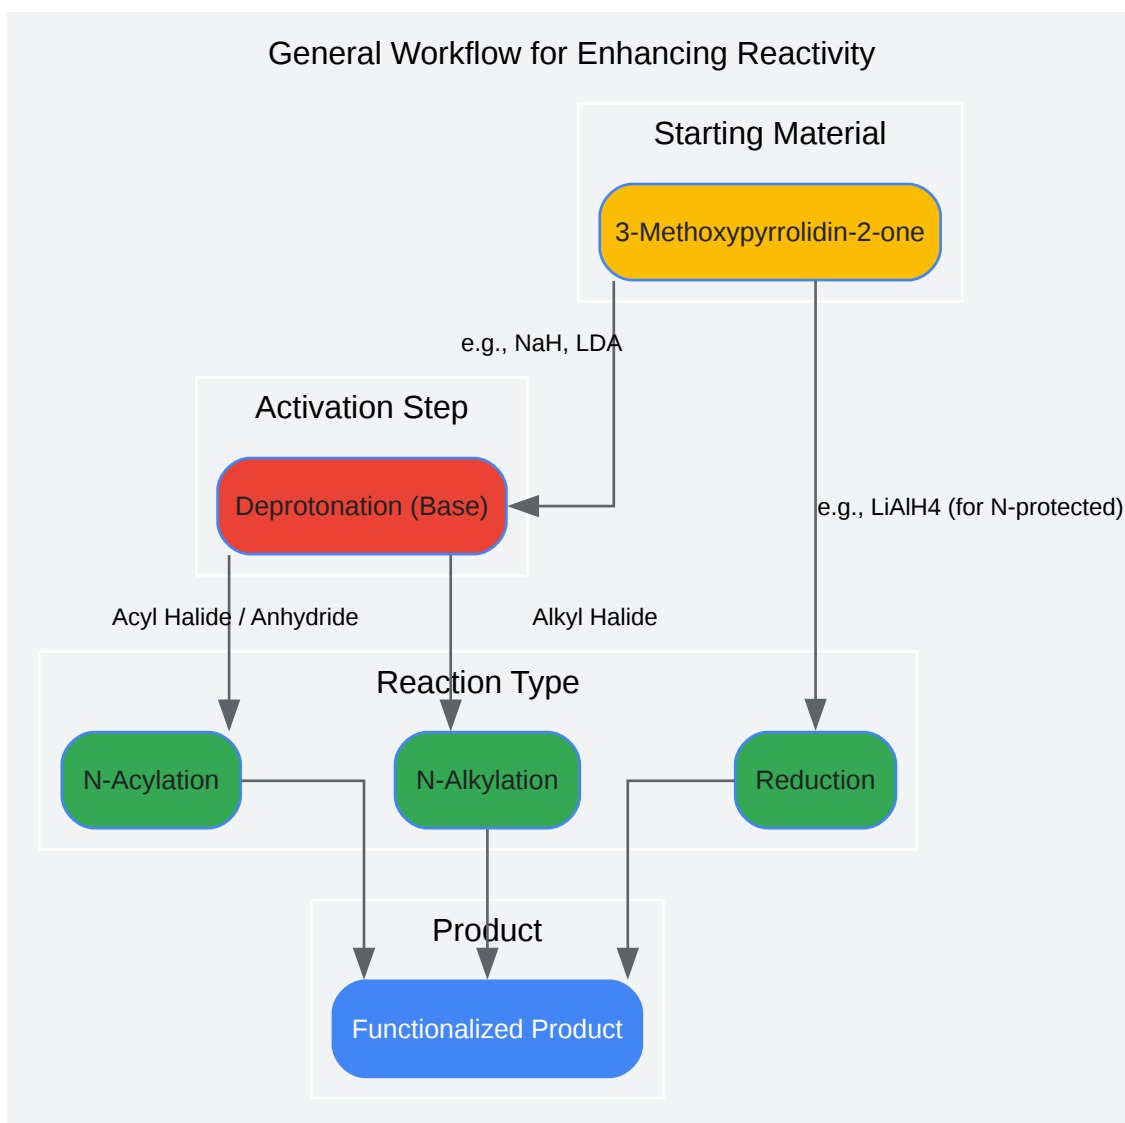 General Workflow for Enhancing Reactivity
Starting Material
3-Methoxypyrrolidin-2-one
e.g., NaH, LDA
Activation Step
Deprotonation (Base)
e.g., LiAlH4 (for N-protected)
Acyl Halide / Anhydride
Alkyl Halide
Reaction Type
N-Acylation
N-Alkylation
Reduction
Product
Functionalized Product